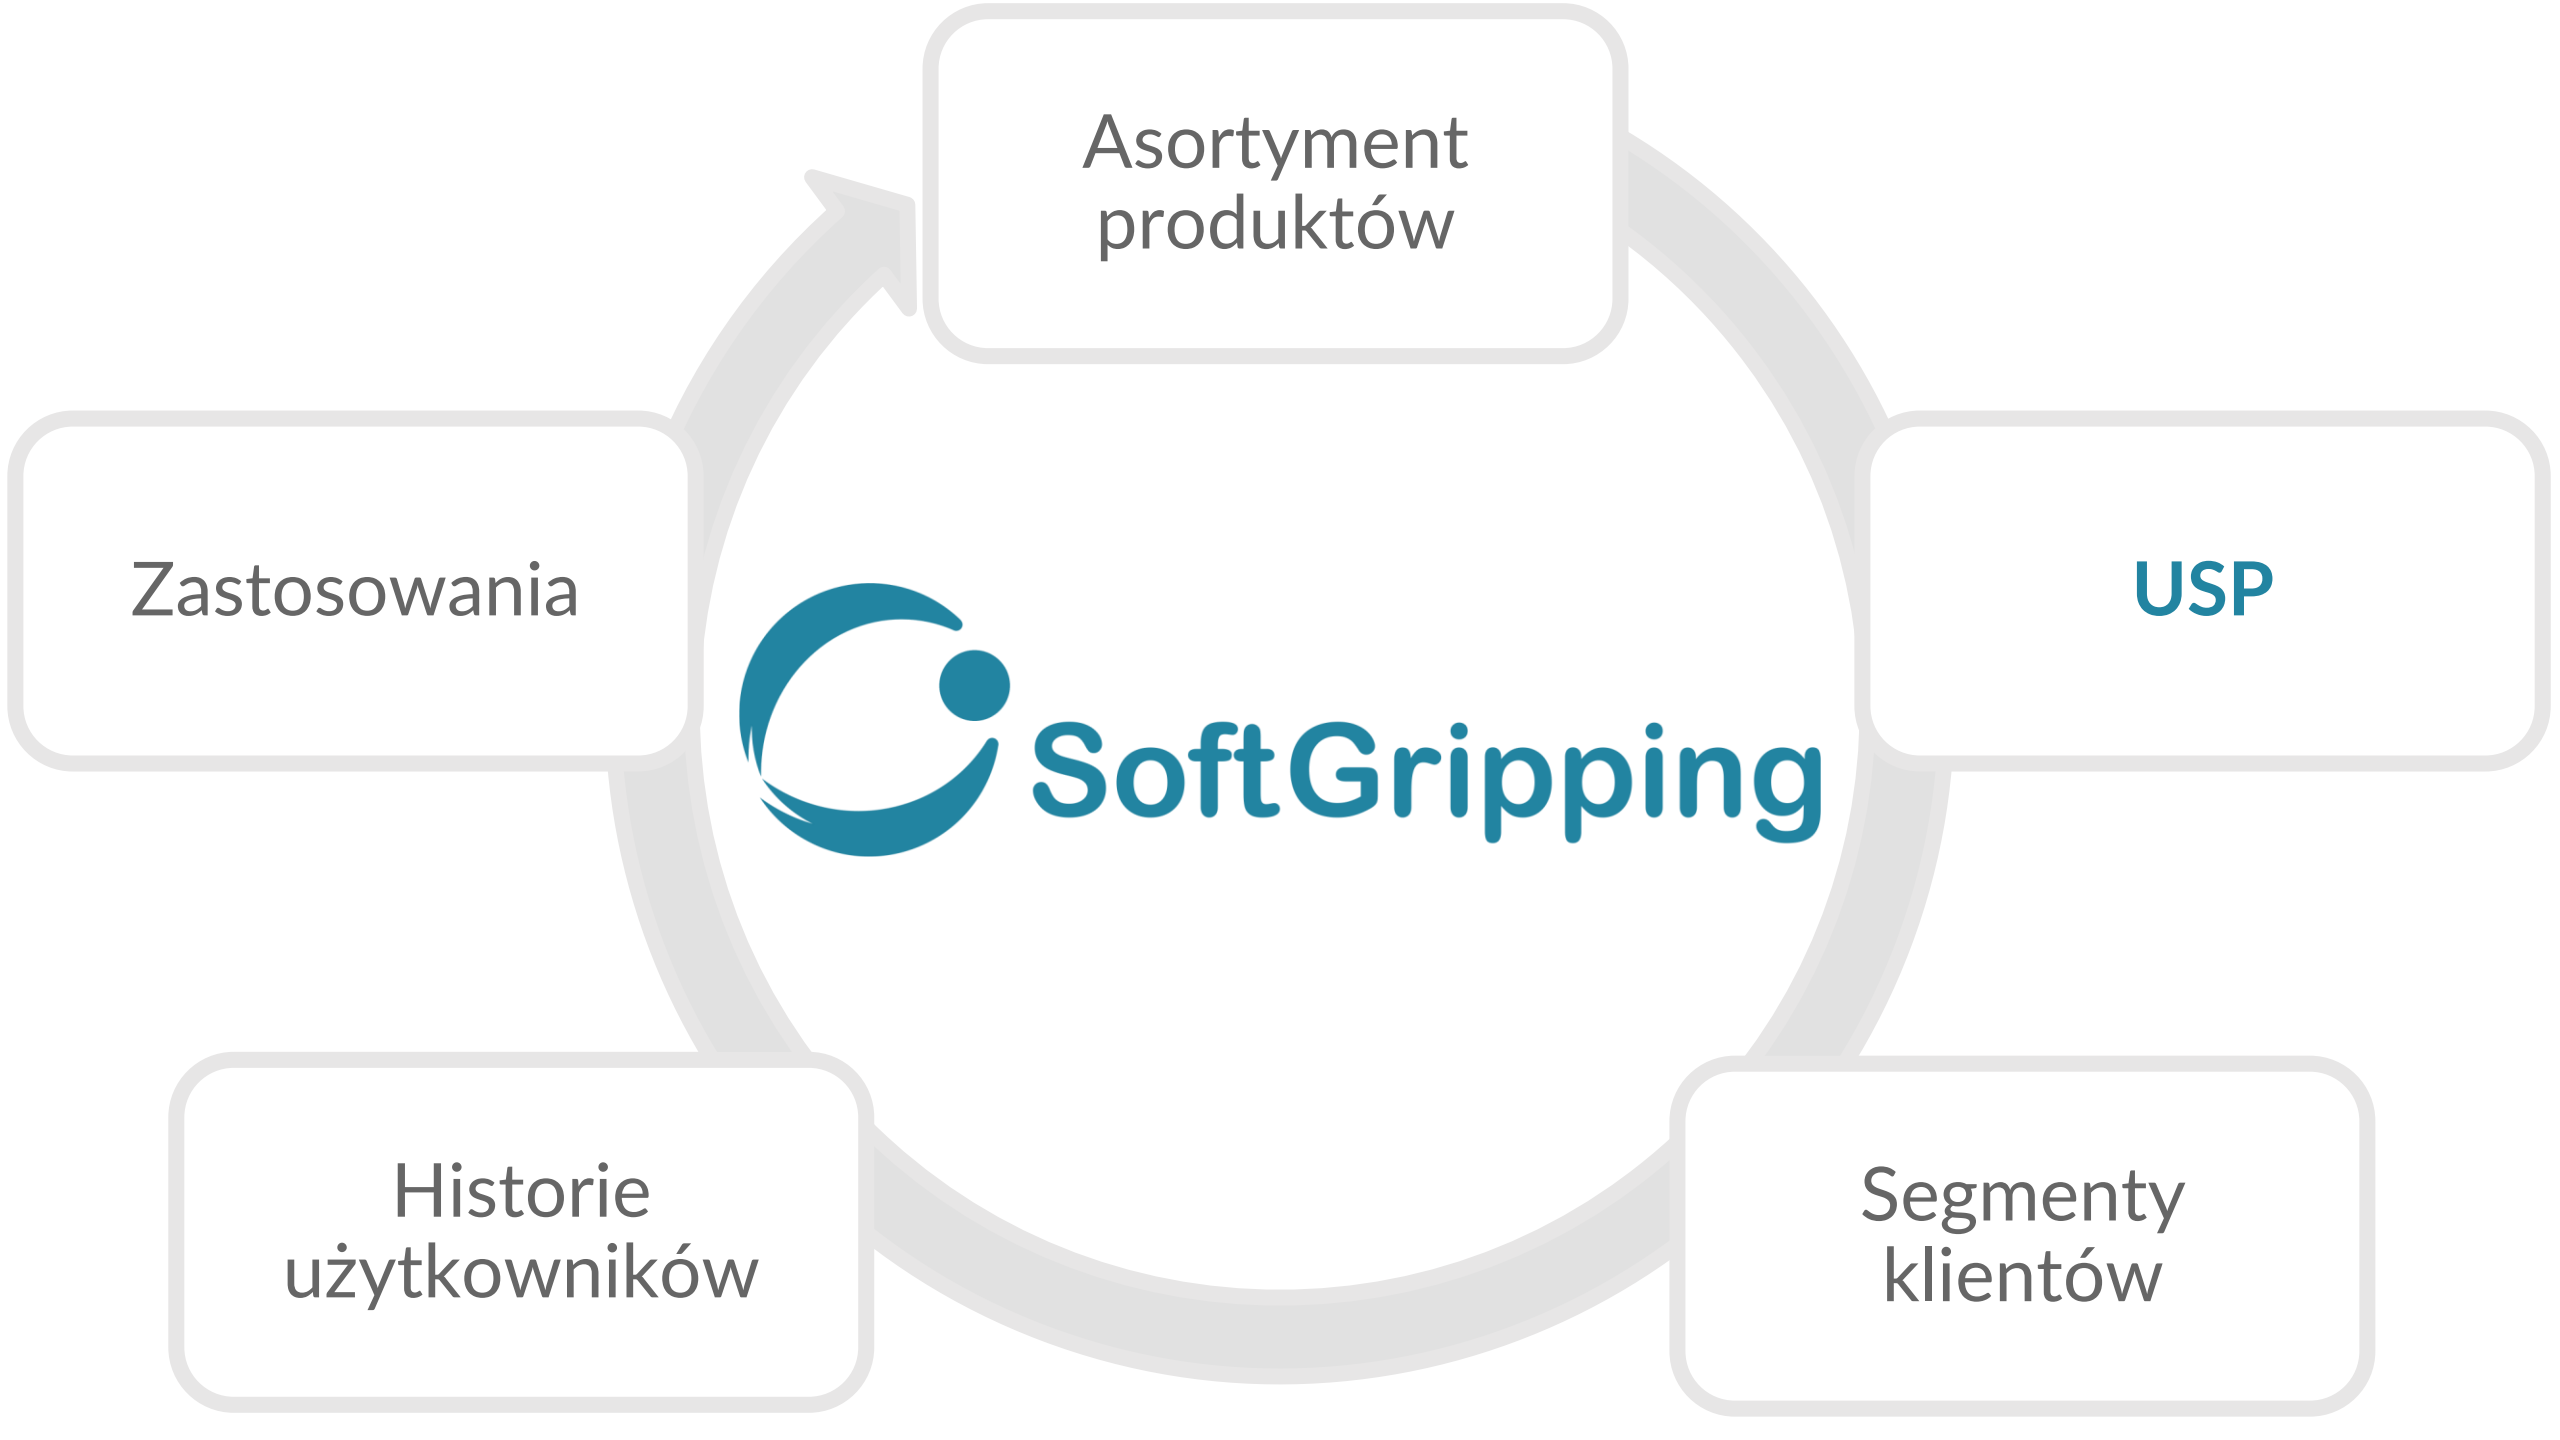 Asortyment
produktów
Zastosowania
USP
SoftGripping
Historie
użytkowników
Segmenty
klientów